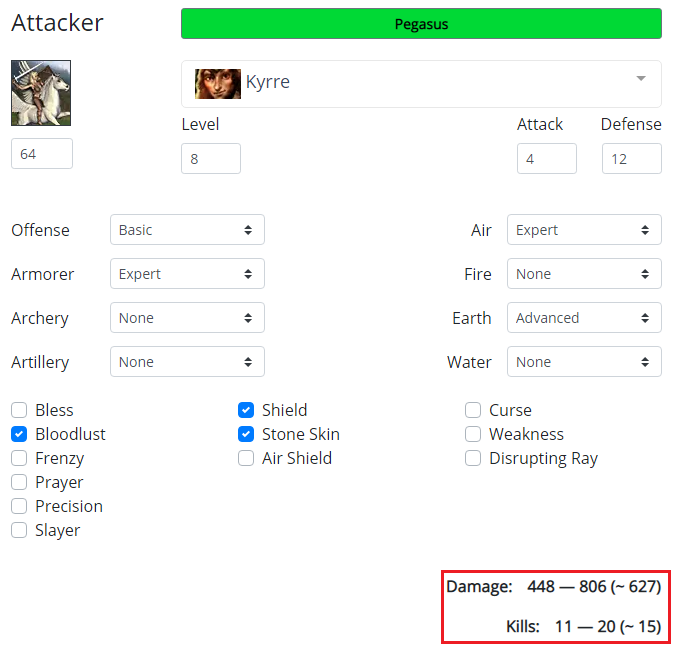 Attacker
Pegasus
Kyrre
Level
Attack
Defense
64
8
4
12
Offense Basic Air Expert
Armorer Expert Fire None
Archery None Earth Advanced
Artillery None Water None
Bless Shield Curse
Bloodlust Stone Skin Weakness
Frenzy Air Shield Disrupting Ray
Prayer
Precision
Slayer
Damage: 448 — 806 (~ 627)
Kills: 11 — 20 (~ 15)